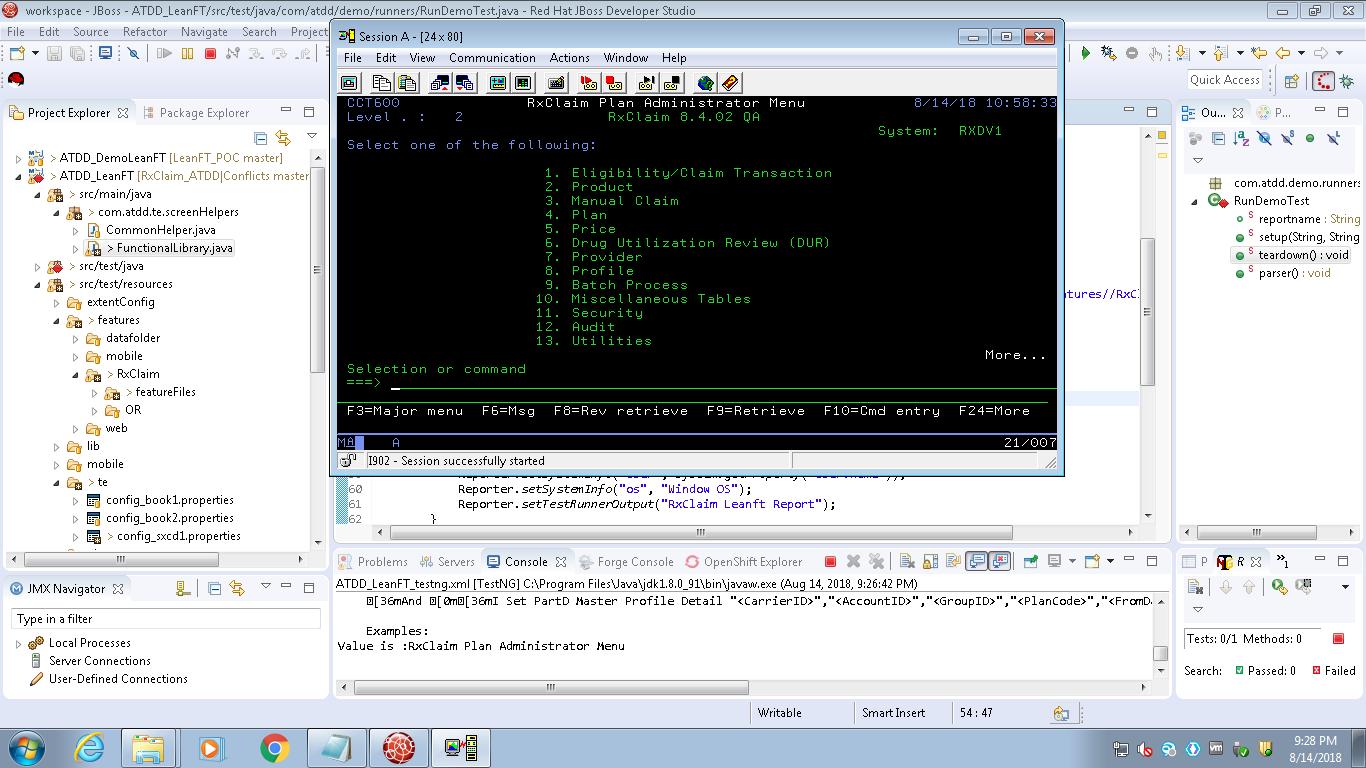 workspace - JBoss - ATDD_LeanFT/src/test/java/com/atdd/demo/runners/RunDemoTest.java - Red Hat JBoss Developer Studio
File Edit Source Refactor Navigate Search Project
Quick Access
Project Explorer
Package Explorer
> ATDD_DemoLeanFT [LeanFT_POC master]
> ATDD_LeanFT [RxClaim_ATDD|Conflicts master
> src/main/java
> com.atdd.te.screenHelpers
CommonHelper.java
> FunctionalLibrary.java
> src/test/java
> src/test/resources
extentConfig
> features
datafolder
mobile
> RxClaim
> featureFiles
OR
web
lib
mobile
> te
config_book1.properties
config_book2.properties
> config_sxcd1.properties
Session A - [24 x 80]
File Edit View Communication Actions Window Help
CCT600 RxClaim Plan Administrator Menu 8/14/18 10:58:33
Level . : 2 RxClaim 8.4.02 QA
System: RXDV1
Select one of the following:
1. Eligibility/Claim Transaction
2. Product
3. Manual Claim
4. Plan
5. Price
6. Drug Utilization Review (DUR)
7. Provider
8. Profile
9. Batch Process
10. Miscellaneous Tables
11. Security
12. Audit
13. Utilities
More...
Selection or command
===>
F3=Major menu F6=Msg F8=Rev retrieve F9=Retrieve F10=Cmd entry F24=More
MA A 21/007
I902 - Session successfully started
atures//RxCl
60 Reporter.setSystemInfo("os", "Window OS");
61 Reporter.setTestRunnerOutput("RxClaim Leanft Report");
62 }
Ou...
P...
com.atdd.demo.runners
RunDemoTest
reportname : String
setup(String, String
teardown() : void
parser() : void
JMX Navigator
Type in a filter
Local Processes
Server Connections
User-Defined Connections
Problems Servers Console Forge Console OpenShift Explorer
ATDD_LeanFT_testng.xml [TestNG] C:\Program Files\Java\jdk1.8.0_91\bin\javaw.exe (Aug 14, 2018, 9:26:42 PM)
[36mAnd [0m[36mI Set PartD Master Profile Detail "<CarrierID>","<AccountID>","<GroupID>","<PlanCode>","<FromDa
Examples:
Value is :RxClaim Plan Administrator Menu
P R 1
Tests: 0/1 Methods: 0
Search: Passed: 0 Failed
Writable Smart Insert 54 : 47
9:28 PM
8/14/2018